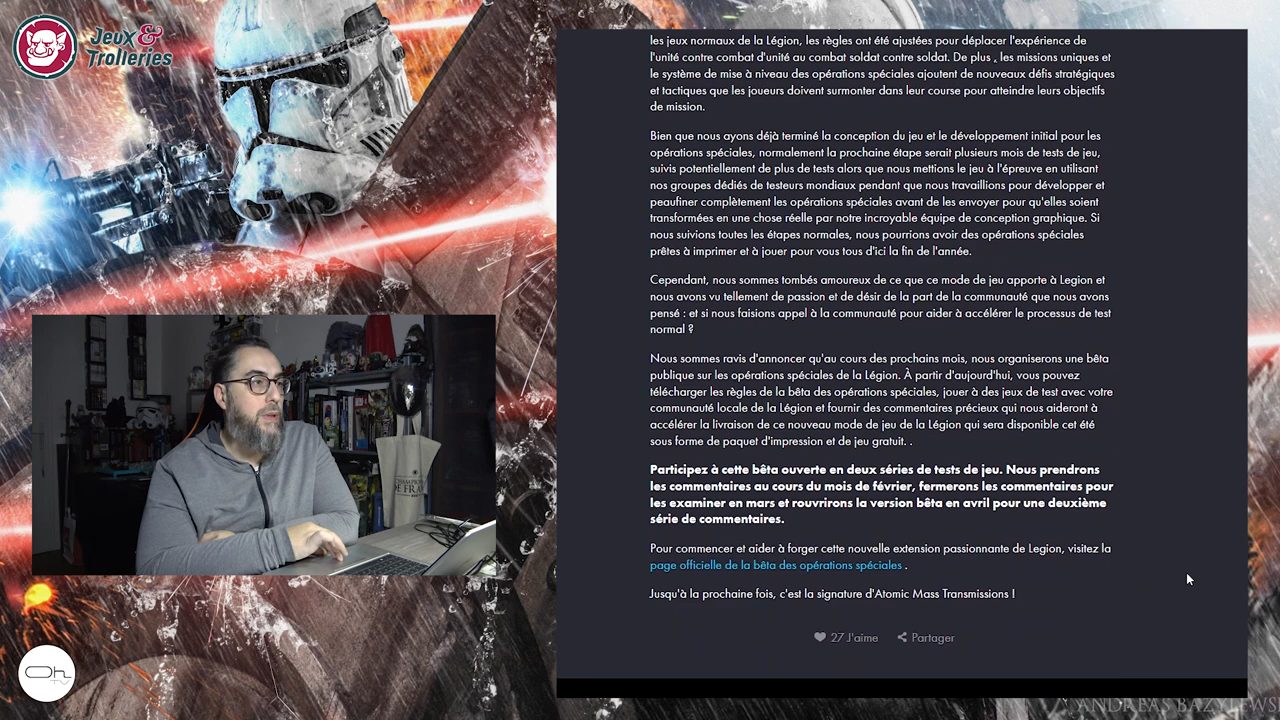 Jeux &
Trolleries
les jeux normaux de la Légion, les règles ont été ajustées pour déplacer l'expérience de
l'unité contre combat d'unité au combat soldat contre soldat. De plus , les missions uniques et
le système de mise à niveau des opérations spéciales ajoutent de nouveaux défis stratégiques
et tactiques que les joueurs doivent surmonter dans leur course pour atteindre leurs objectifs
de mission.
Bien que nous ayons déjà terminé la conception du jeu et le développement initial pour les
opérations spéciales, normalement la prochaine étape serait plusieurs mois de tests de jeu,
suivis potentiellement de plus de tests alors que nous mettions le jeu à l'épreuve en utilisant
nos groupes dédiés de testeurs mondiaux pendant que nous travaillions pour développer et
peaufiner complètement les opérations spéciales avant de les envoyer pour qu'elles soient
transformées en une chose réelle par notre incroyable équipe de conception graphique. Si
nous suivions toutes les étapes normales, nous pourrions avoir des opérations spéciales
prêtes à imprimer et à jouer pour vous tous d'ici la fin de l'année.
Cependant, nous sommes tombés amoureux de ce que ce mode de jeu apporte à Legion et
nous avons vu tellement de passion et de désir de la part de la communauté que nous avons
pensé : et si nous faisions appel à la communauté pour aider à accélérer le processus de test
normal ?
Nous sommes ravis d'annoncer qu'au cours des prochains mois, nous organiserons une bêta
publique sur les opérations spéciales de la Légion. À partir d'aujourd'hui, vous pouvez
télécharger les règles de la bêta des opérations spéciales, jouer à des jeux de test avec votre
communauté locale de la Légion et fournir des commentaires précieux qui nous aideront à
accélérer la livraison de ce nouveau mode de jeu de la Légion qui sera disponible cet été
sous forme de paquet d'impression et de jeu gratuit. .
Participez à cette bêta ouverte en deux séries de tests de jeu. Nous prendrons
les commentaires au cours du mois de février, fermerons les commentaires pour
les examiner en mars et rouvrirons la version bêta en avril pour une deuxième
série de commentaires.
Pour commencer et aider à forger cette nouvelle extension passionnante de Legion, visitez la
page officielle de la bêta des opérations spéciales .
Jusqu'à la prochaine fois, c'est la signature d'Atomic Mass Transmissions !
27 J'aime
Partager
CHAMPION
DE FRA
Oh
TV
ANDREAS BAZYLEWS